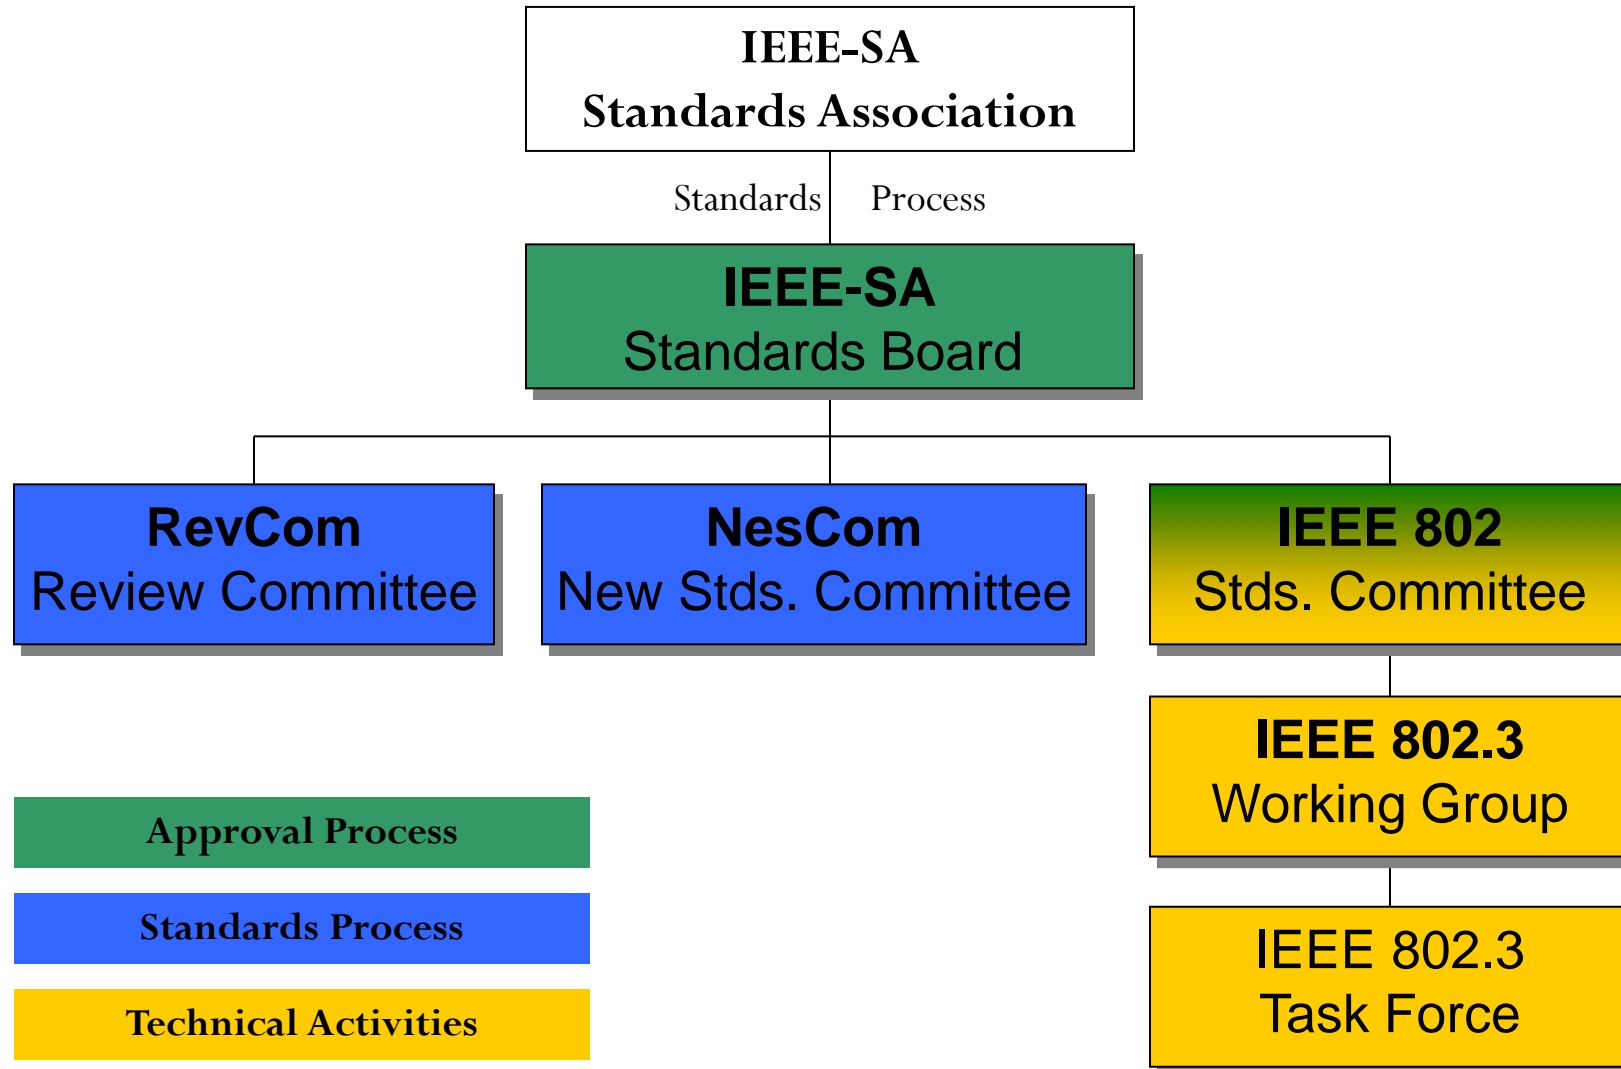 IEEE-SA
Standards Association
Standards Process
IEEE-SA
Standards Board
RevCom
Review Committee
NesCom
New Stds. Committee
IEEE 802
Stds. Committee
IEEE 802.3
Working Group
IEEE 802.3
Task Force
Approval Process
Standards Process
Technical Activities